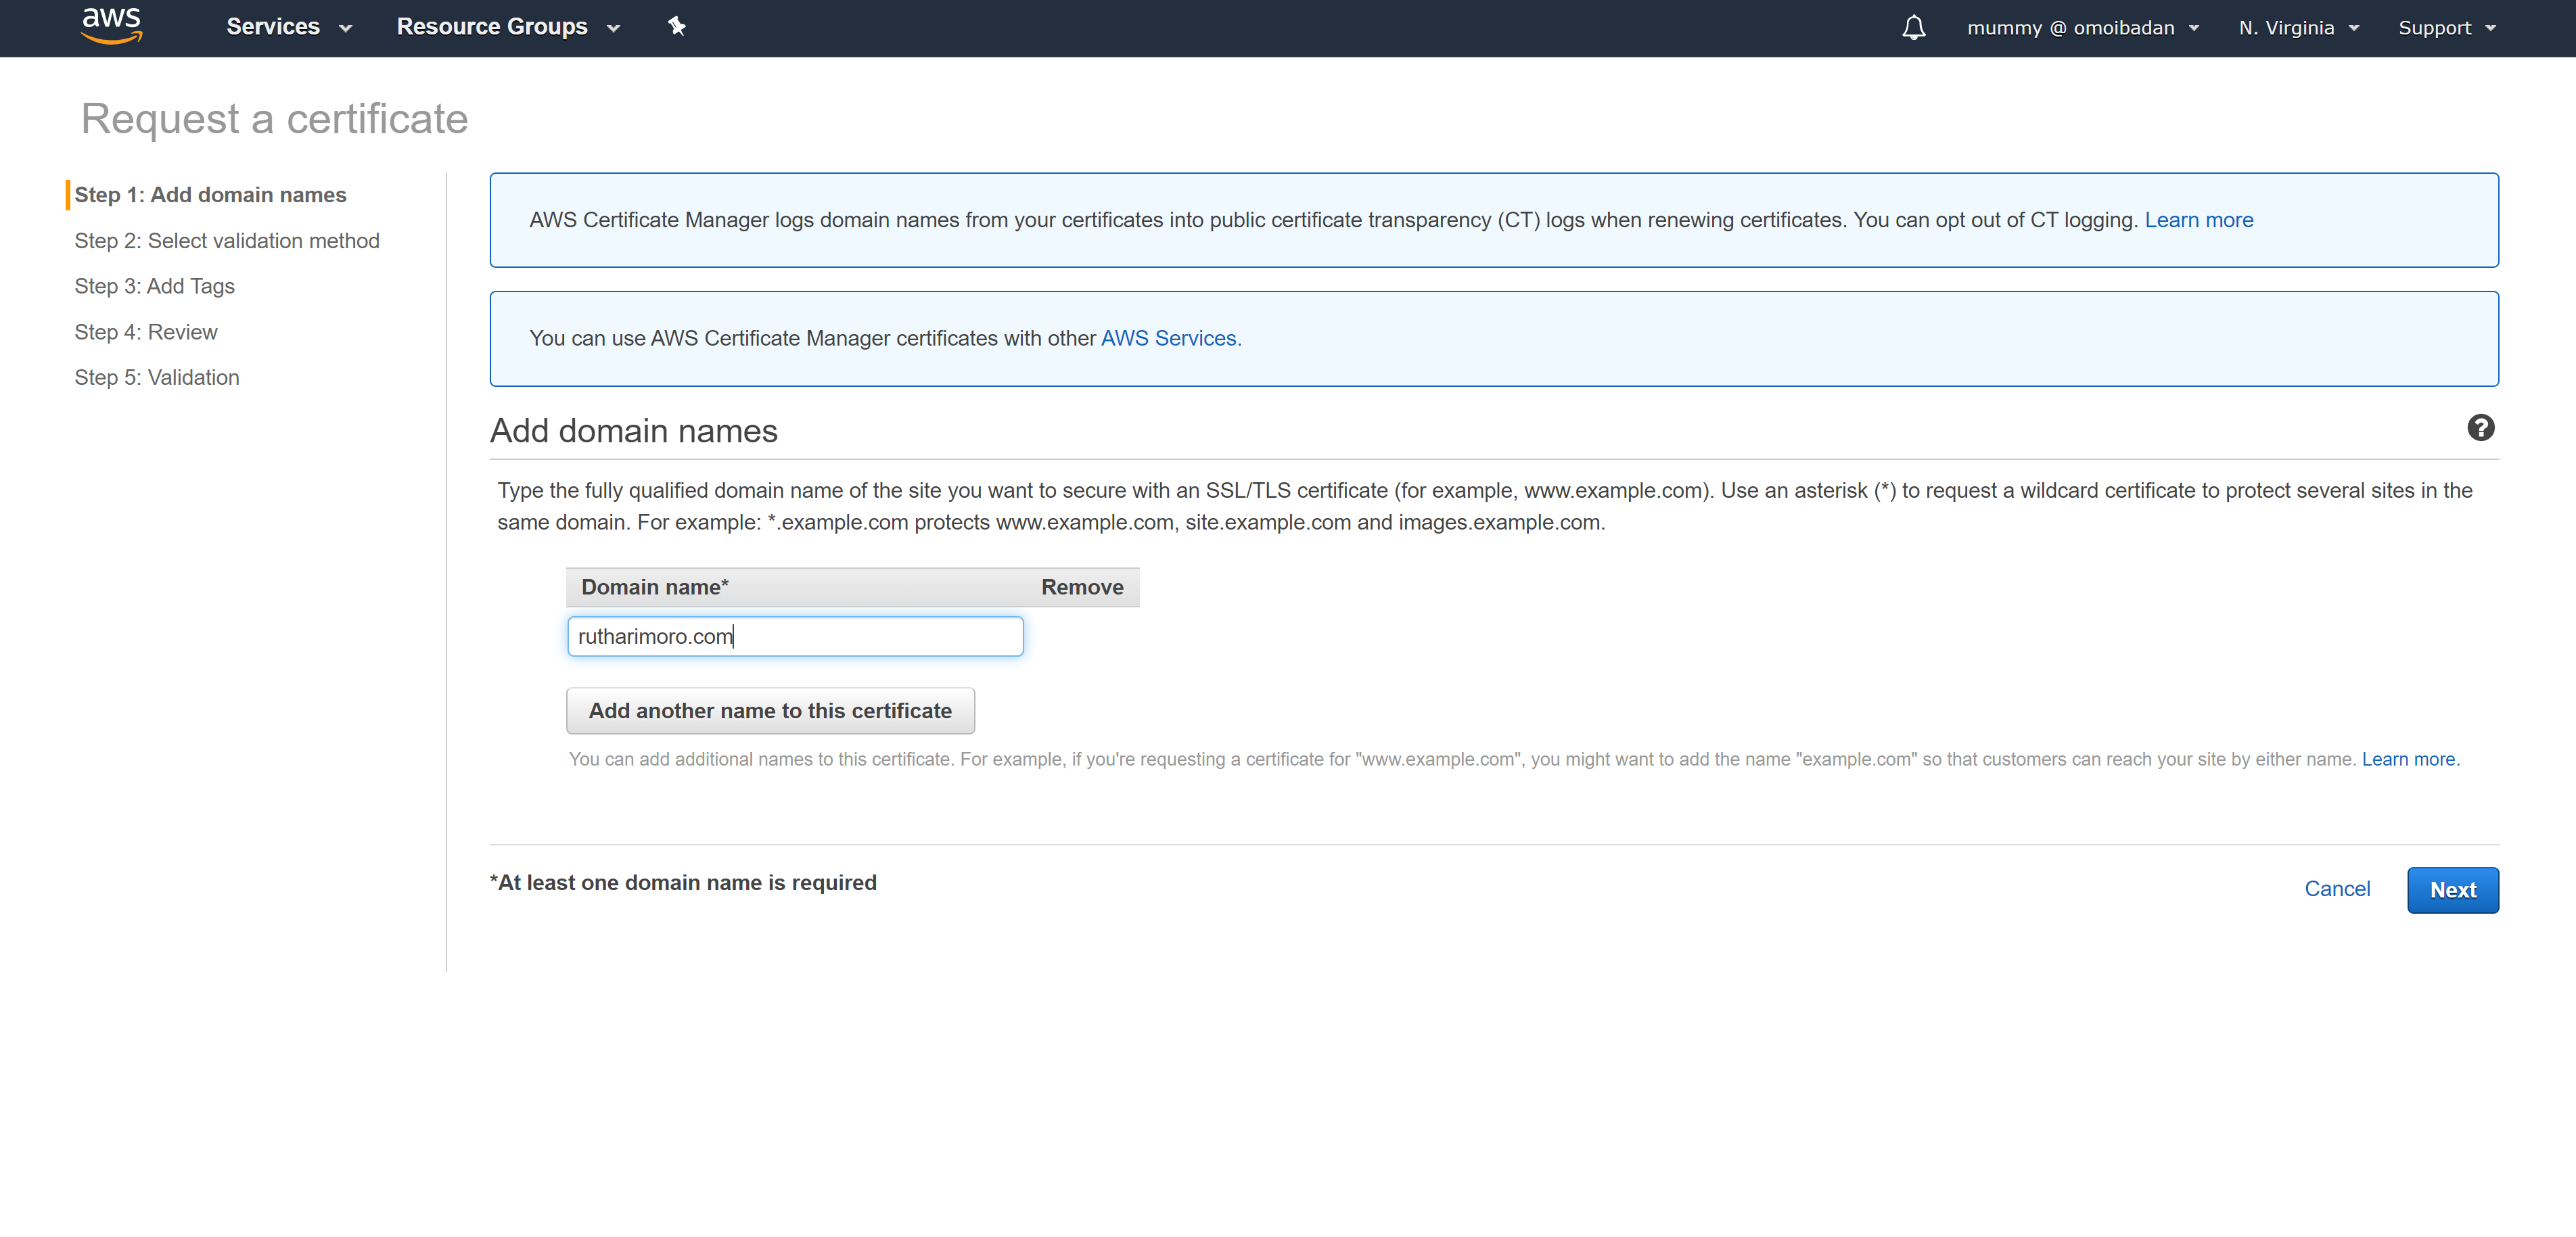 aws Services Resource Groups mummy @ omoibadan N. Virginia Support
Request a certificate
Step 1: Add domain names
Step 2: Select validation method
Step 3: Add Tags
Step 4: Review
Step 5: Validation
AWS Certificate Manager logs domain names from your certificates into public certificate transparency (CT) logs when renewing certificates. You can opt out of CT logging. Learn more
You can use AWS Certificate Manager certificates with other AWS Services.
Add domain names
?
Type the fully qualified domain name of the site you want to secure with an SSL/TLS certificate (for example, www.example.com). Use an asterisk (*) to request a wildcard certificate to protect several sites in the
same domain. For example: *.example.com protects www.example.com, site.example.com and images.example.com.
Domain name* Remove
rutharimoro.com
Add another name to this certificate
You can add additional names to this certificate. For example, if you're requesting a certificate for "www.example.com", you might want to add the name "example.com" so that customers can reach your site by either name. Learn more.
*At least one domain name is required
Cancel Next